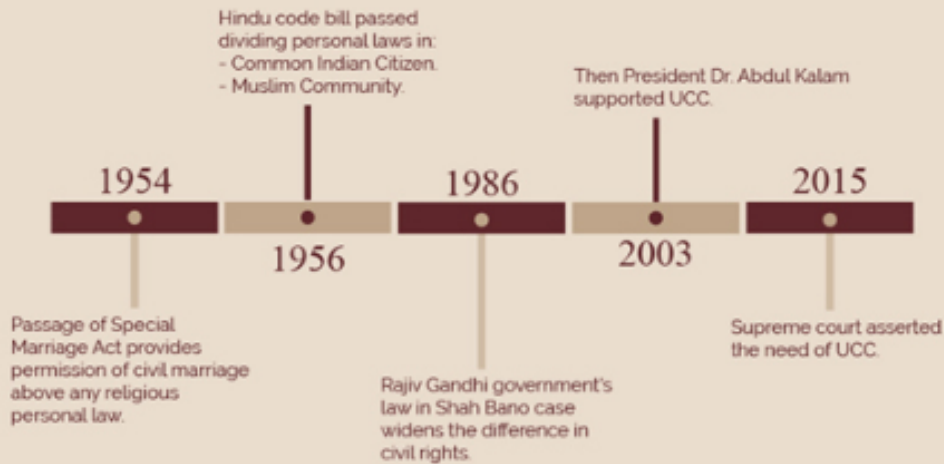 Hindu code bill passed
dividing personal laws in:
- Common Indian Citizen.
- Muslim Community.
Then President Dr. Abdul Kalam
supported UCC.
1954
1986
2015
1956
2003
Passage of Special
Marriage Act provides
permission of civil marriage
above any religious
personal law.
Rajiv Gandhi government's
law in Shah Bano case
widens the difference in
civil rights.
Supreme court asserted
the need of UCC.